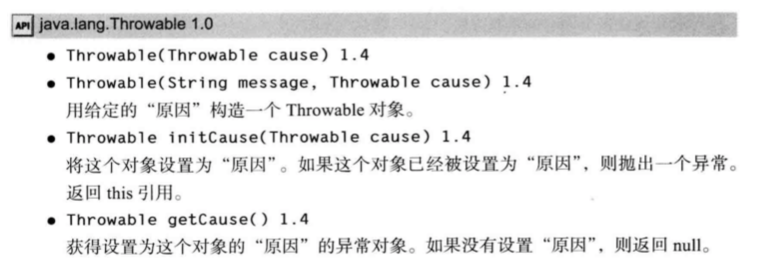 API java.lang.Throwable 1.0
• Throwable(Throwable cause) 1.4
• Throwable(String message, Throwable cause) 1.4
用给定的“原因”构造一个 Throwable 对象。
• Throwable initCause(Throwable cause) 1.4
将这个对象设置为“原因”。如果这个对象已经被设置为“原因”，则抛出一个异常。
返回 this 引用。
• Throwable getCause() 1.4
获得设置为这个对象的“原因”的异常对象。如果没有设置“原因”，则返回 null。